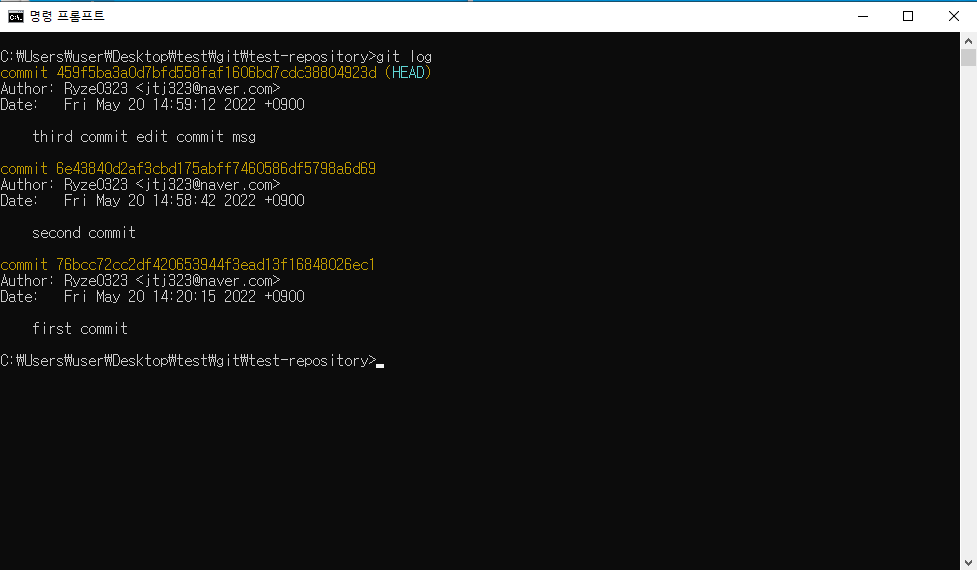 명령 프롬프트
C:₩Users₩user₩Desktop₩test₩git₩test-repository>git log
commit 459f5ba3a0d7bfd558faf1606bd7cdc38804923d (HEAD)
Author: Ryze0323 <jtj323@naver.com>
Date:   Fri May 20 14:59:12 2022 +0900
third commit edit commit msg
commit 6e43840d2af3cbd175abff7460586df5798a6d69
Author: Ryze0323 <jtj323@naver.com>
Date:   Fri May 20 14:58:42 2022 +0900
second commit
commit 76bcc72cc2df420653944f3ead13f16848026ec1
Author: Ryze0323 <jtj323@naver.com>
Date:   Fri May 20 14:20:15 2022 +0900
first commit
C:₩Users₩user₩Desktop₩test₩git₩test-repository>